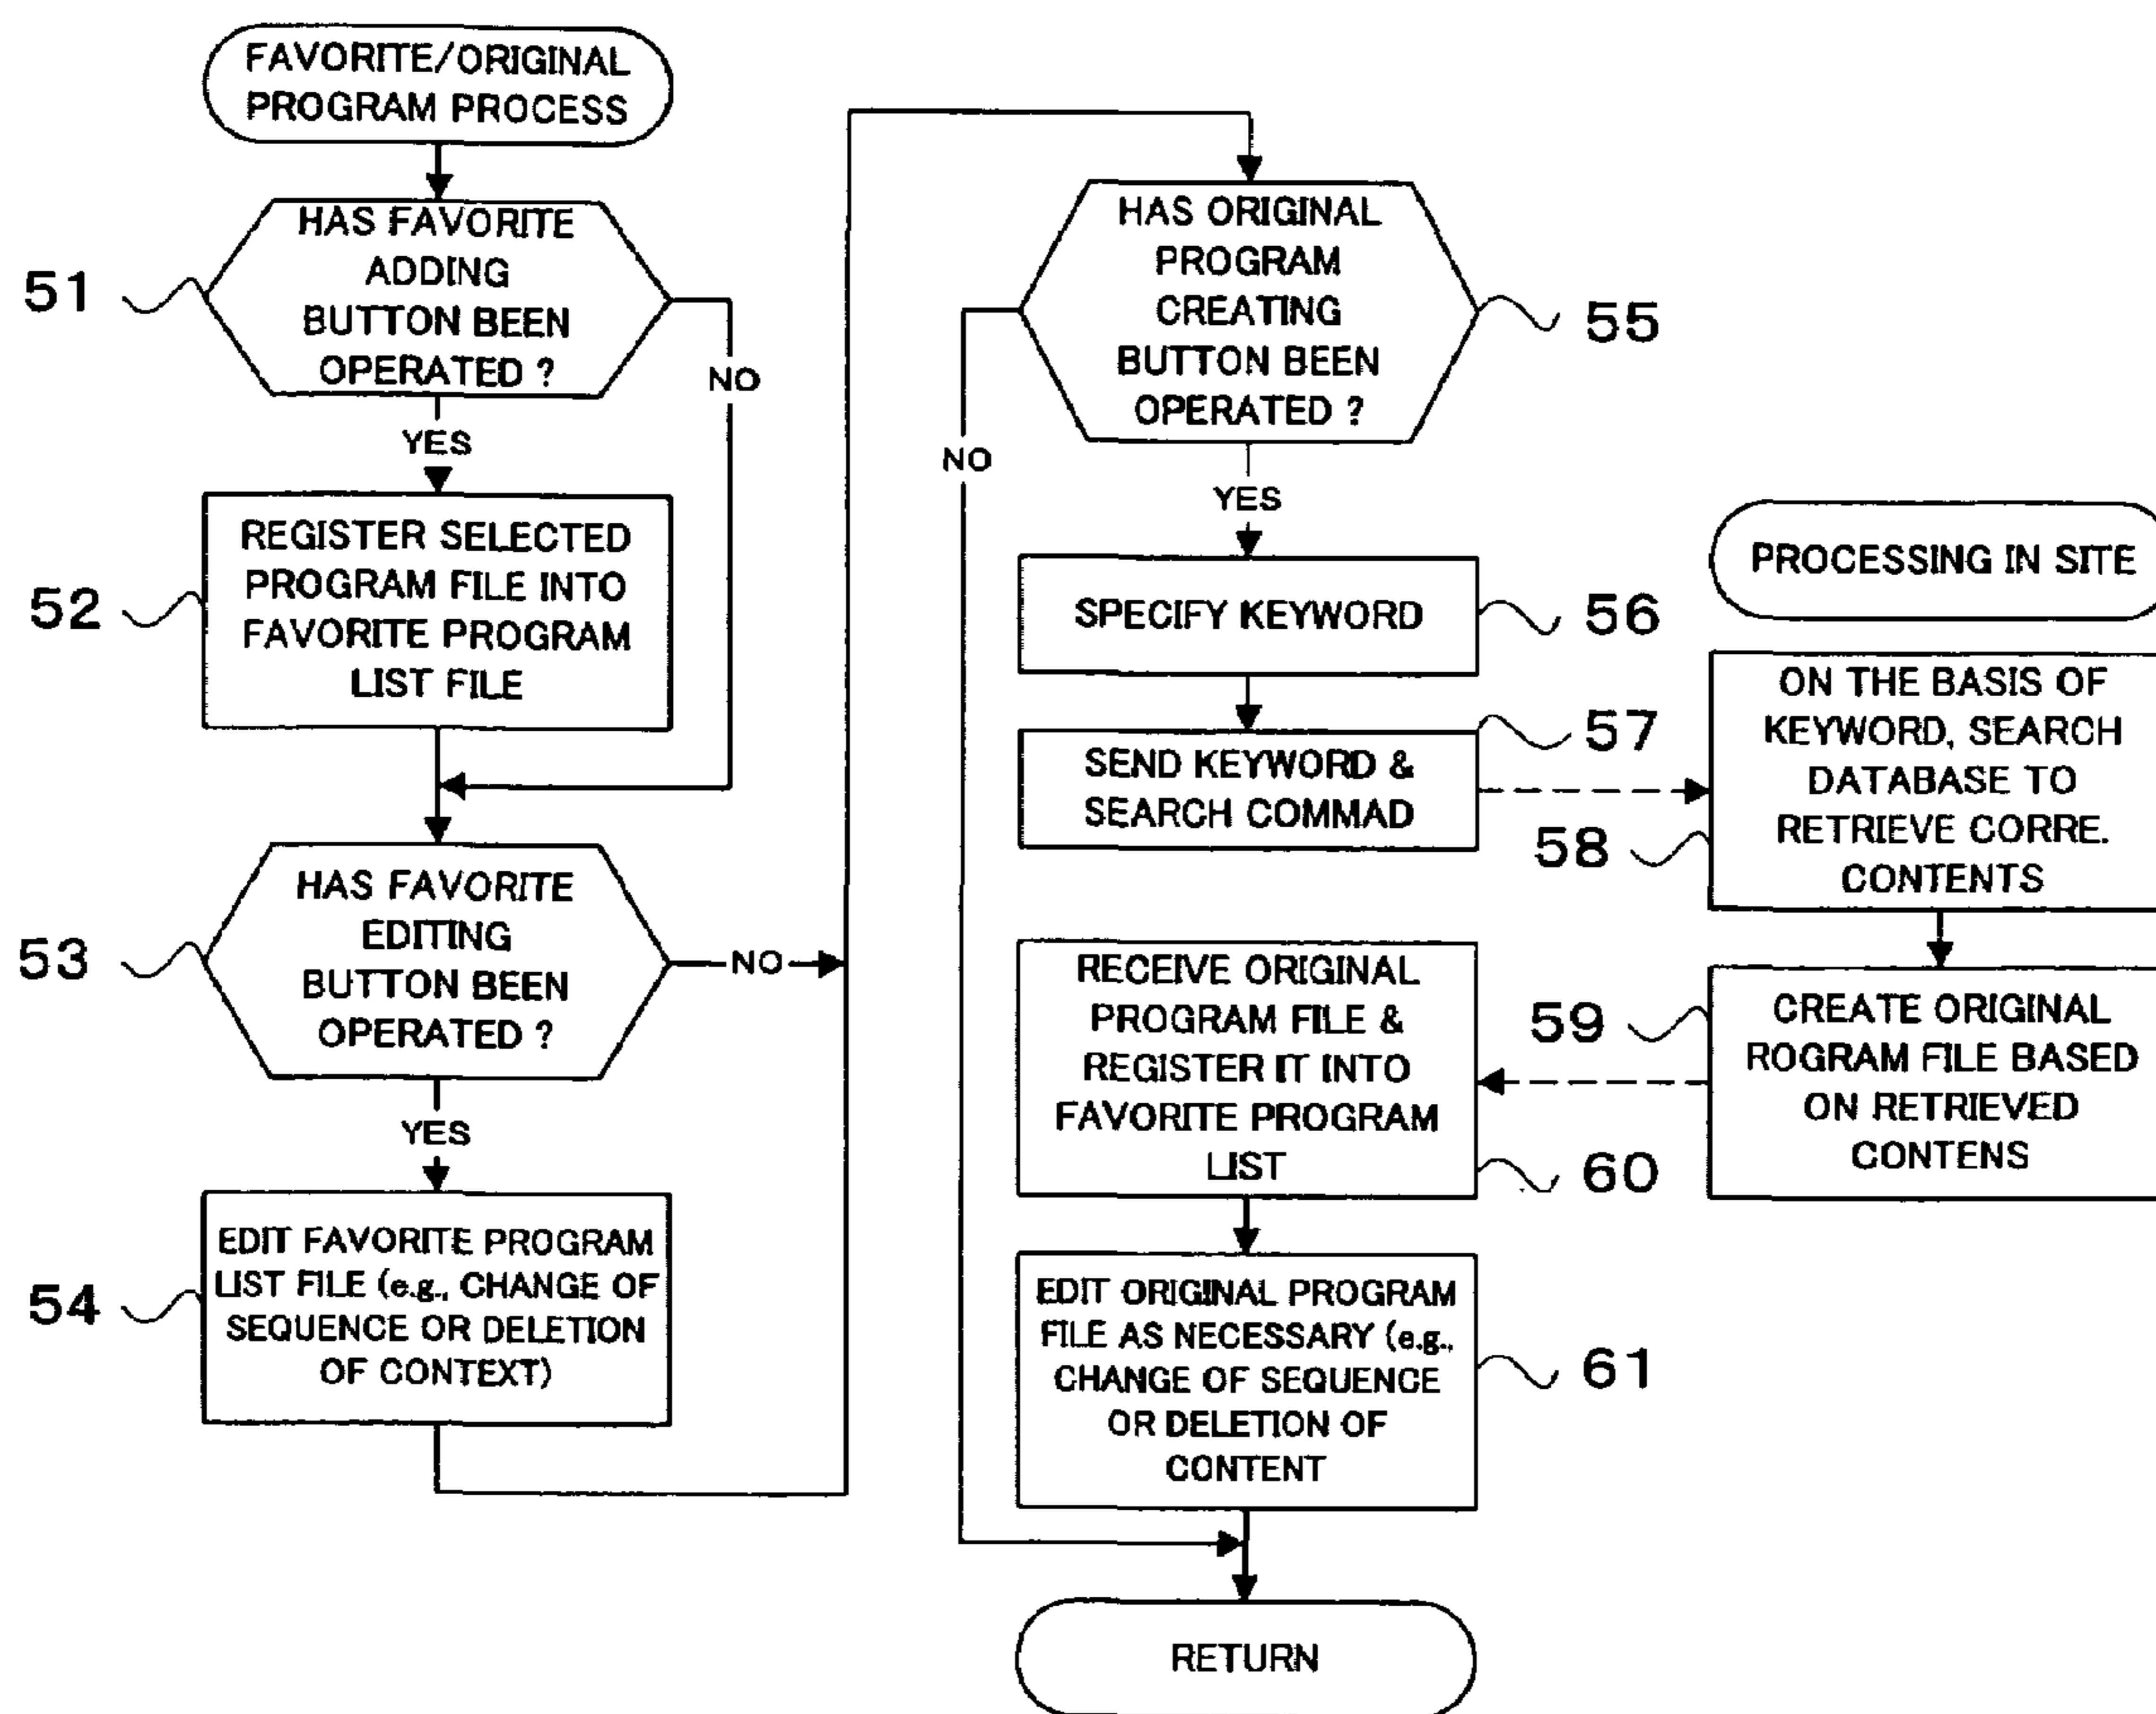 FAVORITE/ORIGINAL
PROGRAM PROCESS
51
HAS FAVORITE
ADDING
BUTTON BEEN
OPERATED ?
NO
YES
52
REGISTER SELECTED
PROGRAM FILE INTO
FAVORITE PROGRAM
LIST FILE
53
HAS FAVORITE
EDITING
BUTTON BEEN
OPERATED ?
NO
YES
54
EDIT FAVORITE PROGRAM
LIST FILE (e.g., CHANGE OF
SEQUENCE OR DELETION
OF CONTEXT)
HAS ORIGINAL
PROGRAM
CREATING
BUTTON BEEN
OPERATED ?
55
NO
YES
SPECIFY KEYWORD
56
SEND KEYWORD &
SEARCH COMMAD
57
PROCESSING IN SITE
ON THE BASIS OF
KEYWORD, SEARCH
DATABASE TO
RETRIEVE CORRE.
CONTENTS
58
59
CREATE ORIGINAL
ROGRAM FILE BASED
ON RETRIEVED
CONTENS
RECEIVE ORIGINAL
PROGRAM FILE &
REGISTER IT INTO
FAVORITE PROGRAM
LIST
60
EDIT ORIGINAL PROGRAM
FILE AS NECESSARY (e.g.,
CHANGE OF SEQUENCE
OR DELETION OF
CONTENT
61
RETURN